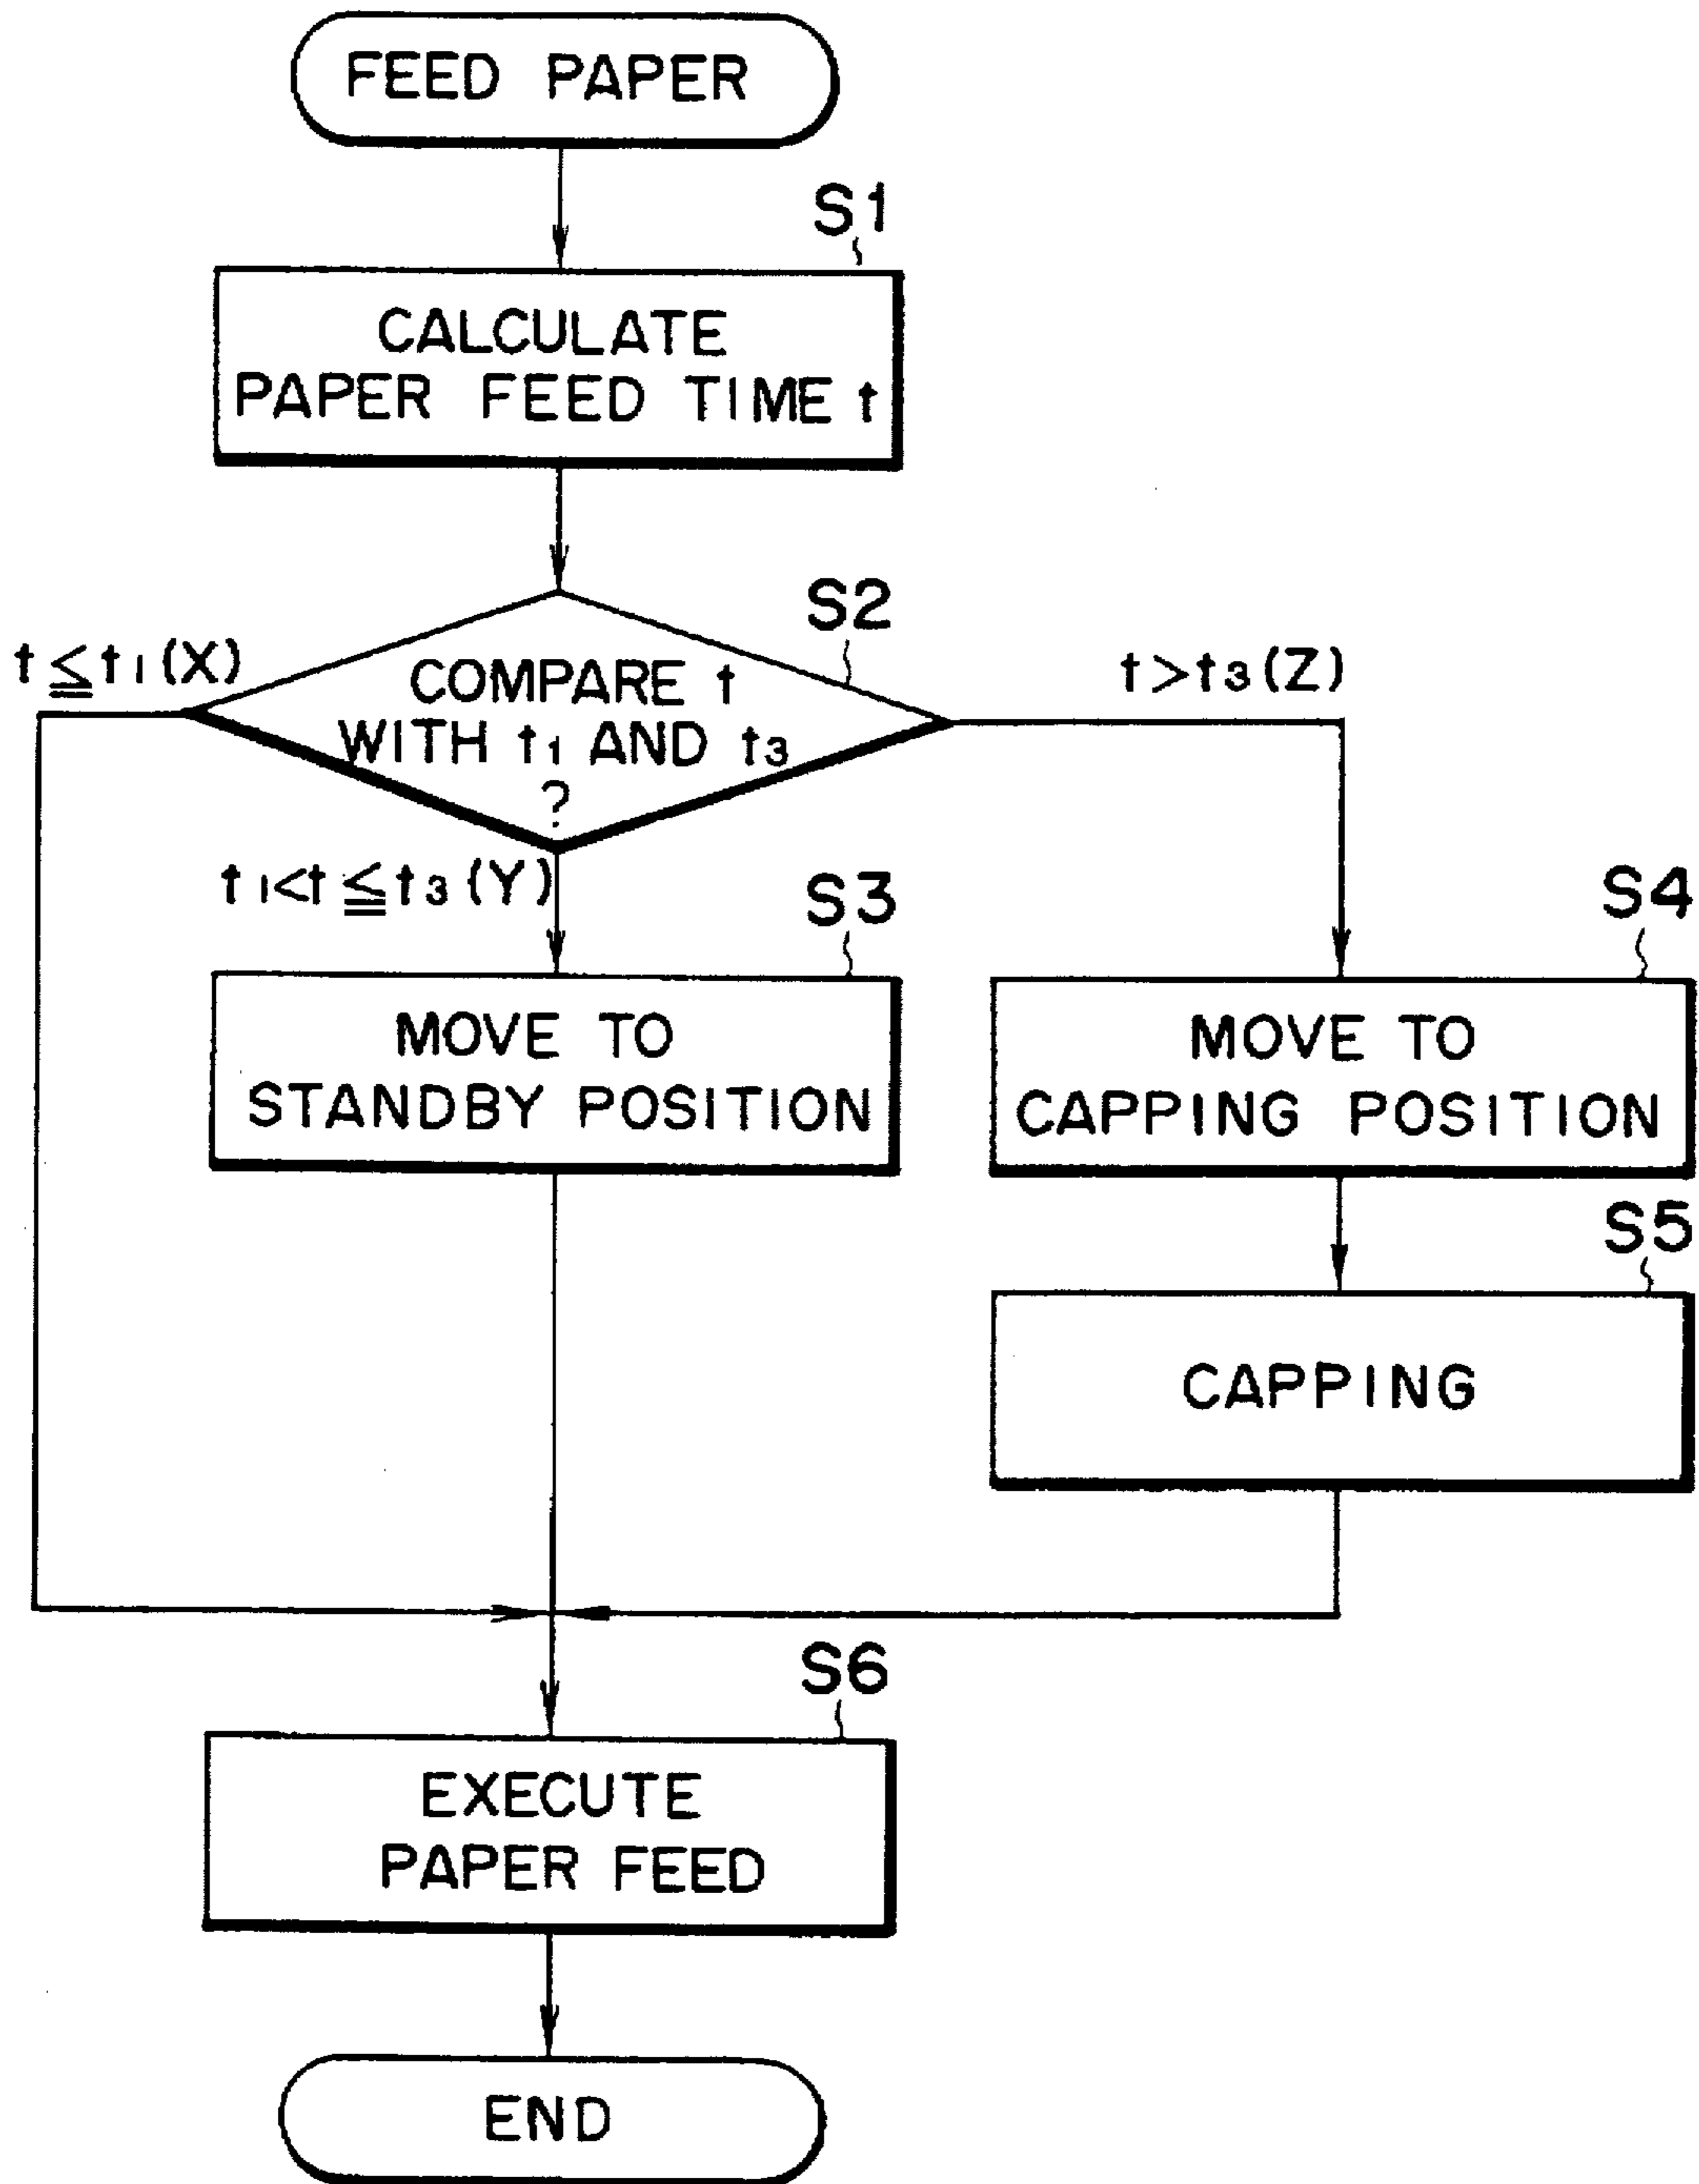 FEED PAPER
S1
CALCULATE
PAPER FEED TIME t
S2
t≦t1(X)
COMPARE t
WITH t1 AND t3
?
t>t3(Z)
t1<t≦t3(Y)
S3
MOVE TO
STANDBY POSITION
S4
MOVE TO
CAPPING POSITION
S5
CAPPING
S6
EXECUTE
PAPER FEED
END